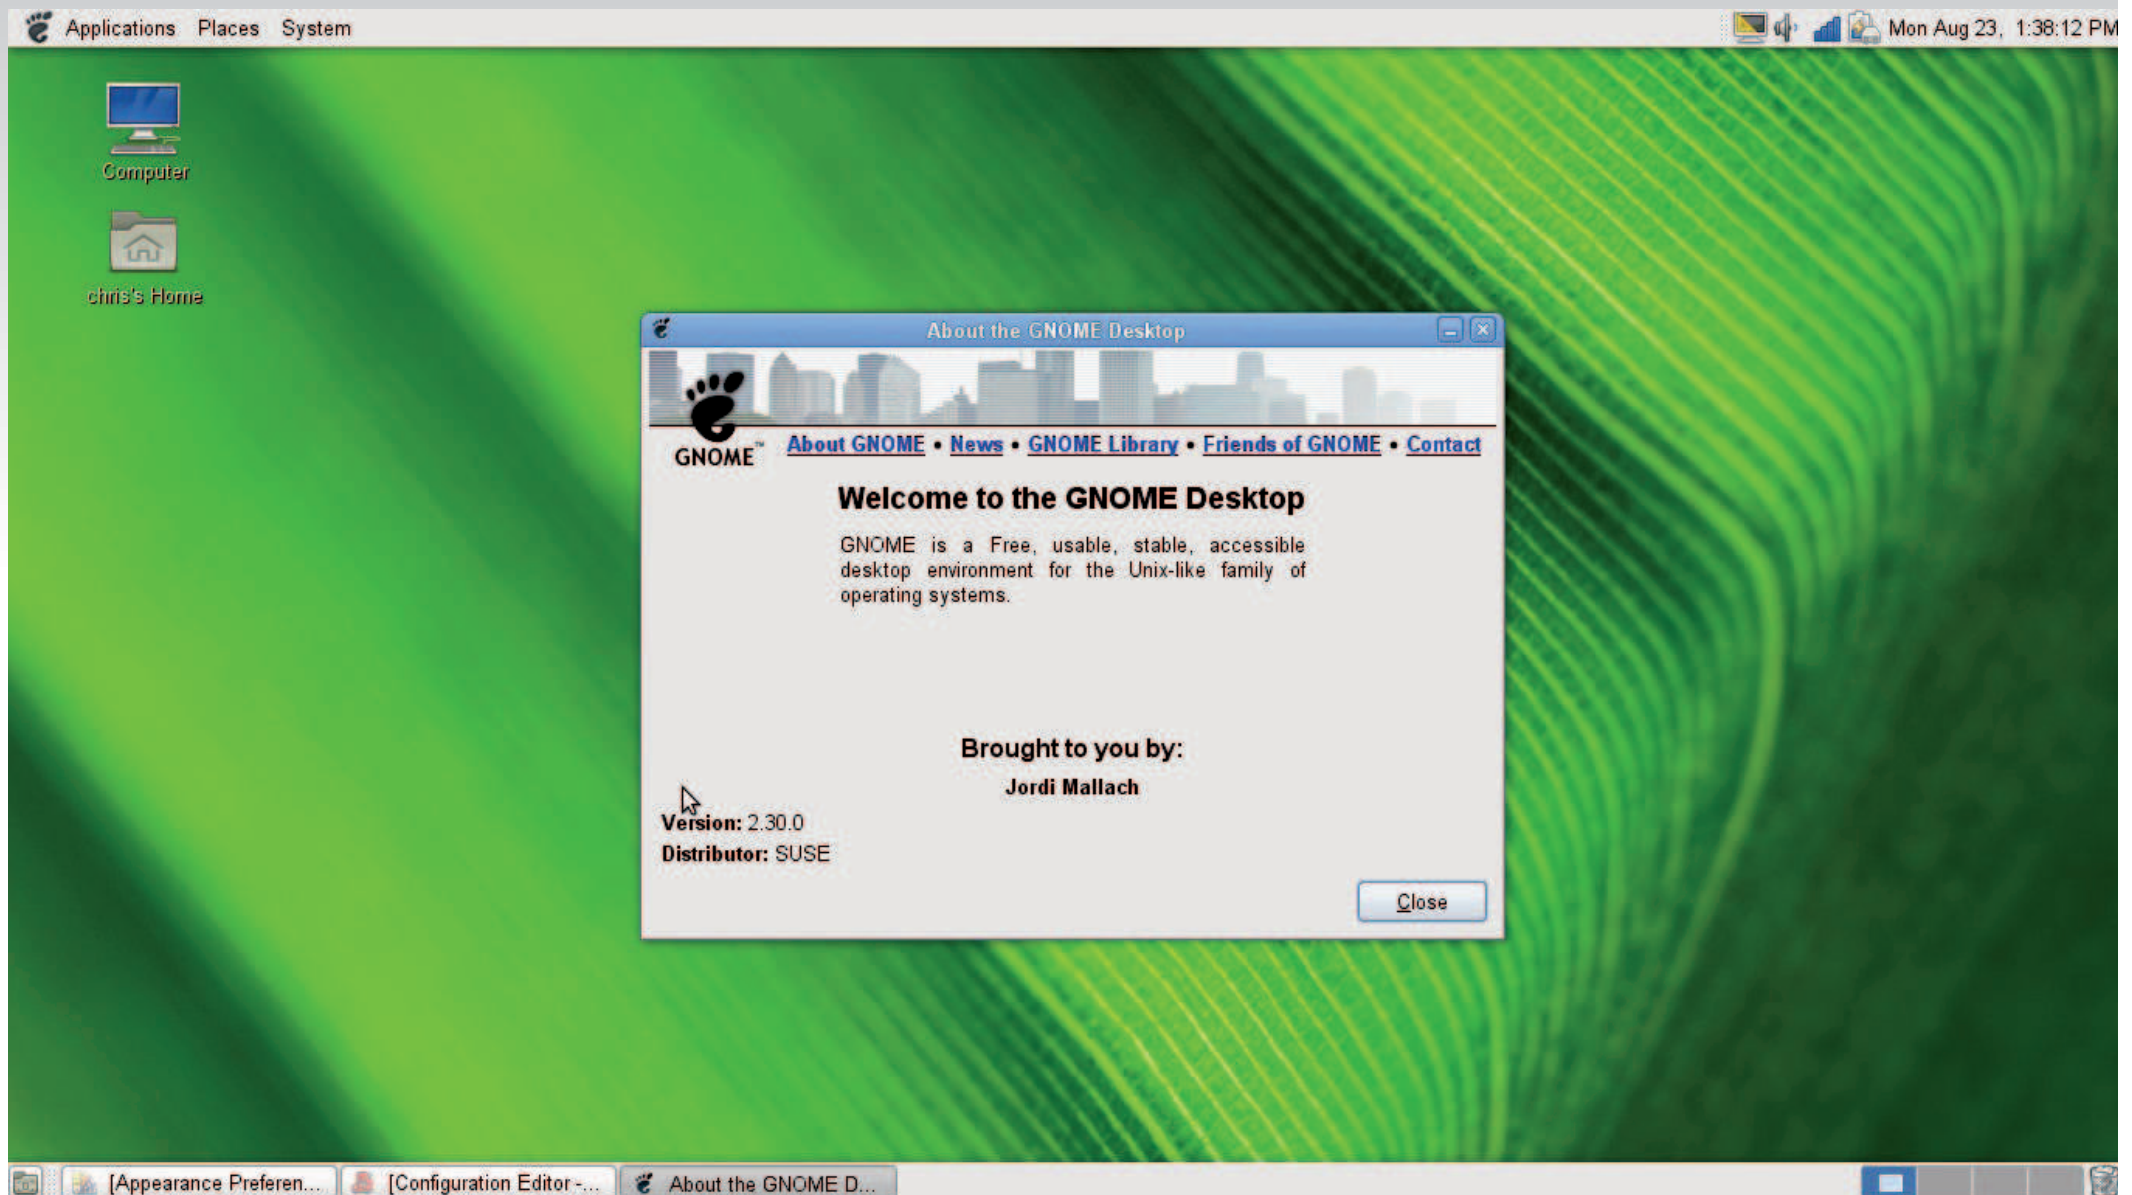 Applications Places System
Mon Aug 23, 1:38:12 PM
Computer
chris's Home
About the GNOME Desktop
GNOME™
About GNOME • News • GNOME Library • Friends of GNOME • Contact
Welcome to the GNOME Desktop
GNOME is a Free, usable, stable, accessible
desktop environment for the Unix-like family of
operating systems.
Brought to you by:
Jordi Mallach
Version: 2.30.0
Distributor: SUSE
Close
[Appearance Preferen... [Configuration Editor -... About the GNOME D...